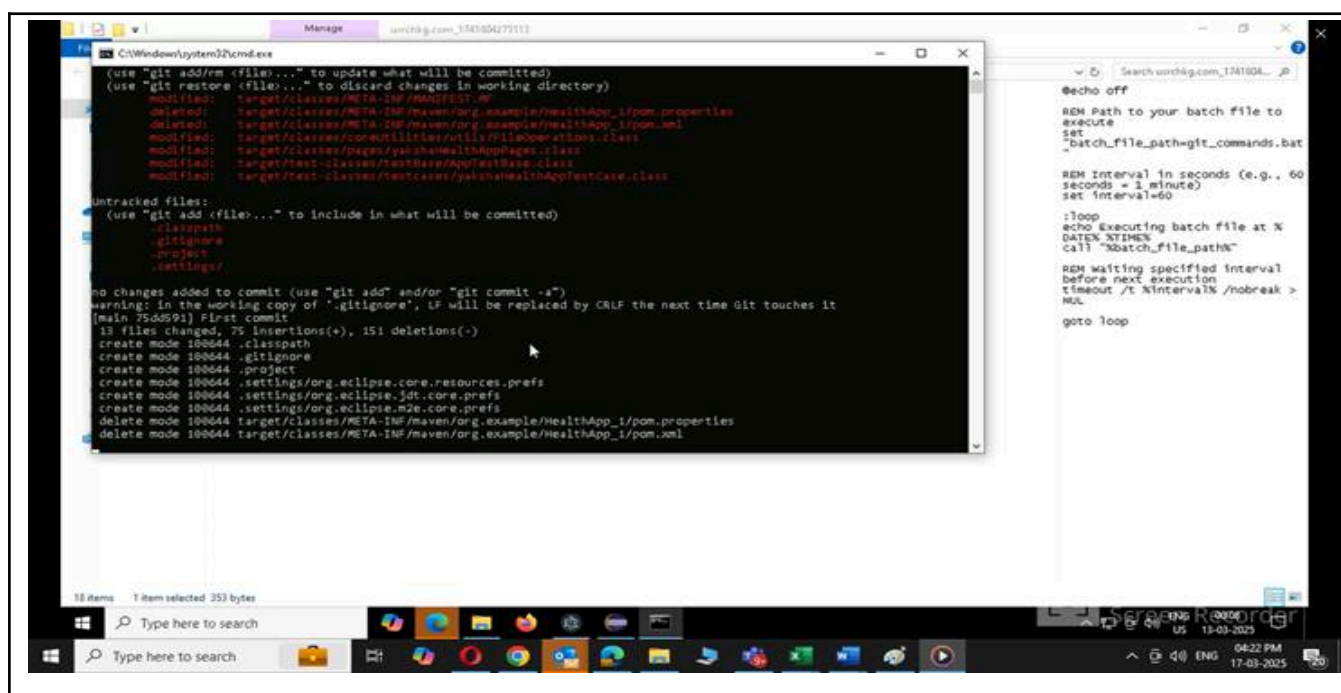 Manage
C:\Windows\system32\cmd.exe
(use "git add/rm <file>..." to update what will be committed)
(use "git restore <file>..." to discard changes in working directory)
modified: target/classes/META-INF/MANIFEST.MF
deleted: target/classes/META-INF/maven/org.example/HealthApp_1/pom.properties
deleted: target/classes/META-INF/maven/org.example/HealthApp_1/pom.xml
modified: target/classes/coreUtilities/utils/FileOperations.class
modified: target/classes/pages/yakshaHealthAppPages.class
modified: target/test-classes/testBase/AppTestBase.class
modified: target/test-classes/testcases/yakshaHealthAppTestCase.class
Untracked files:
(use "git add <file>..." to include in what will be committed)
.classpath
.gitignore
.project
.settings/
no changes added to commit (use "git add" and/or "git commit -a")
warning: in the working copy of '.gitignore', LF will be replaced by CRLF the next time Git touches it
[main 75dd591] First commit
13 files changed, 75 insertions(+), 151 deletions(-)
create mode 100644 .classpath
create mode 100644 .gitignore
create mode 100644 .project
create mode 100644 .settings/org.eclipse.core.resources.prefs
create mode 100644 .settings/org.eclipse.jdt.core.prefs
create mode 100644 .settings/org.eclipse.m2e.core.prefs
delete mode 100644 target/classes/META-INF/maven/org.example/HealthApp_1/pom.properties
delete mode 100644 target/classes/META-INF/maven/org.example/HealthApp_1/pom.xml
@echo off
REM Path to your batch file to
execute
set
"batch_file_path=git_commands.bat
"
REM Interval in seconds (e.g., 60
seconds = 1 minute)
set interval=60
:loop
echo Executing batch file at %
DATE% %TIME%
call "%batch_file_path%"
REM Waiting specified interval
before next execution
timeout /t %interval% /nobreak >
NUL
goto loop
18 items 1 item selected 353 bytes
Type here to search
Screen Recorder
ENG
US 13-03-2025
Type here to search
ENG 04:22 PM
17-03-2025